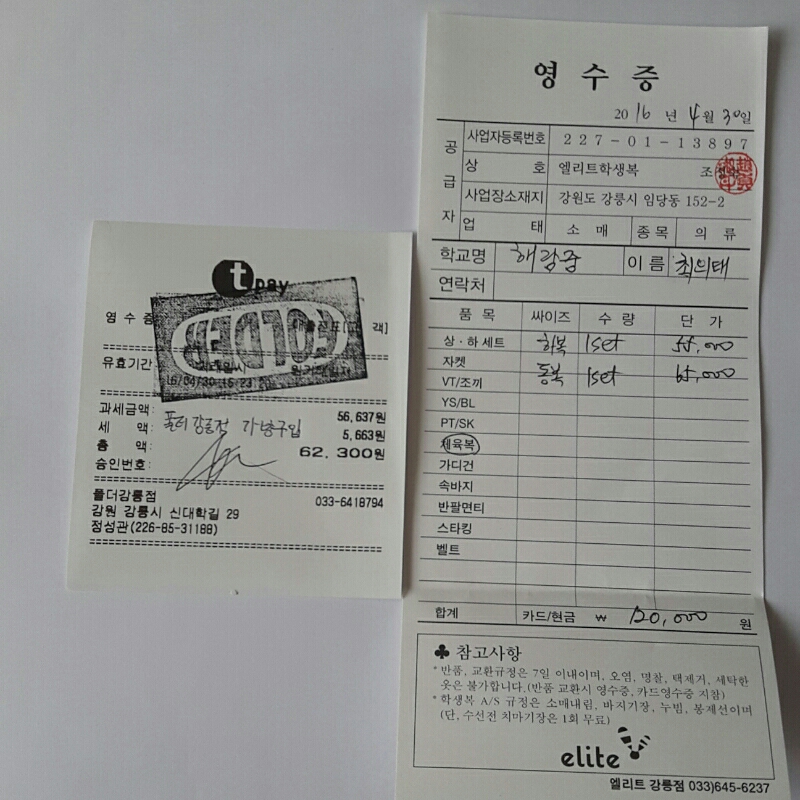 t pay
영 수 증
객]
FOLDER
유효기간
16/04/30 15:23
과세금액: 56,637원
세 액: 5,663원
총 액: 62,300원
승인번호:
폴더강릉점 가방구입
폴더강릉점 033-6418794
강원 강릉시 신대학길 29
정성관(226-85-31188)
영 수 증
2016 년 4월 30일
공급자
사업자등록번호 227-01-13897
상 호 엘리트학생복 조
사업장소재지 강원도 강릉시 임당동 152-2
업 태 소 매 종목 의 류
학교명 해람중 이 름 최의태
연락처
품 목 싸이즈 수 량 단 가
상·하세트 하복 1set 55,000
자켓
VT/조끼 동복 1set 65,000
YS/BL
PT/SK
체육복
가디건
속바지
반팔면티
스타킹
벨트
합계 카드/현금 ₩ 120,000 원
♣ 참고사항
* 반품, 교환규정은 7일 이내이며, 오염, 명찰, 택제거, 세탁한
옷은 불가합니다.(반품 교환시 영수증, 카드영수증 지참)
* 학생복 A/S 규정은 소매내림, 바지기장, 누빔, 봉제선이며
(단, 수선전 치마기장은 1회 무료)
elite
엘리트 강릉점 033)645-6237